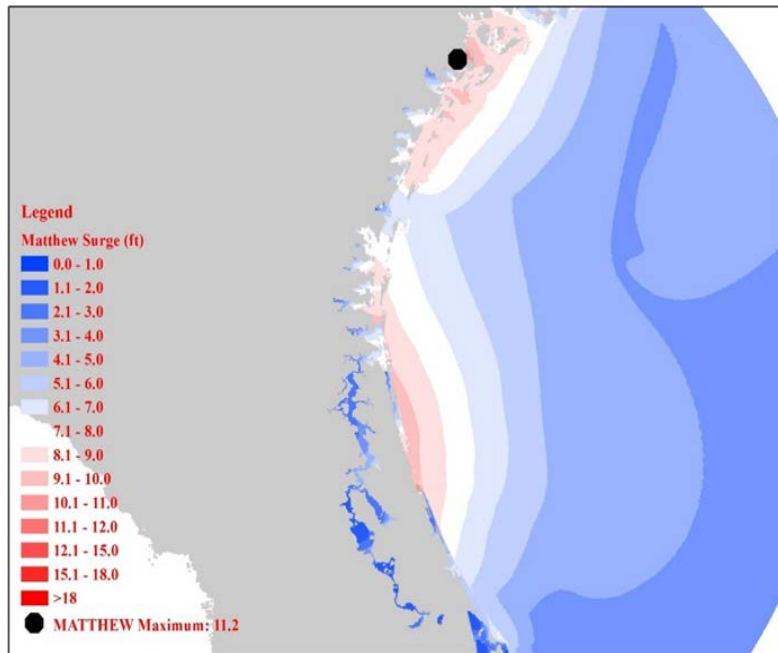 Legend
Matthew Surge (ft)
0.0 - 1.0
1.1 - 2.0
2.1 - 3.0
3.1 - 4.0
4.1 - 5.0
5.1 - 6.0
6.1 - 7.0
7.1 - 8.0
8.1 - 9.0
9.1 - 10.0
10.1 - 11.0
11.1 - 12.0
12.1 - 15.0
15.1 - 18.0
>18
MATTHEW Maximum: 11.2